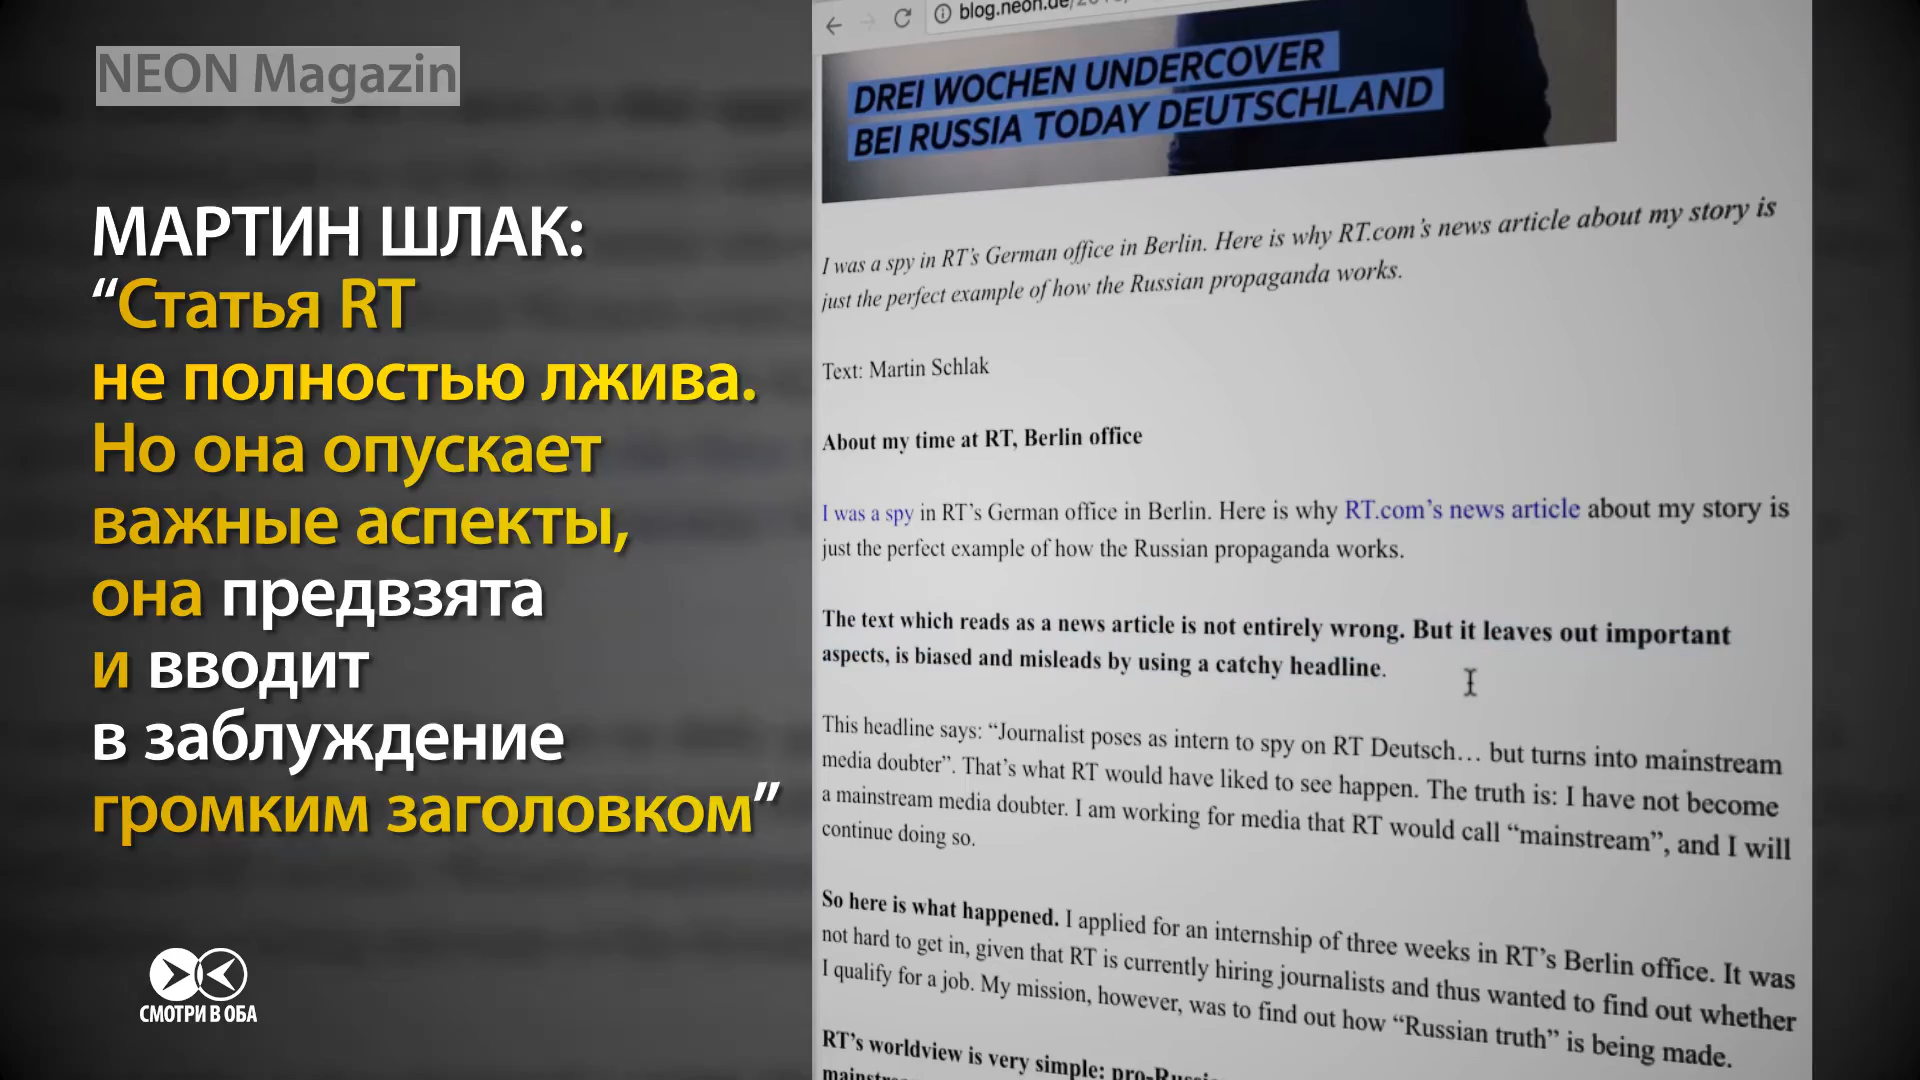 NEON Magazin
МАРТИН ШЛАК:
“Статья RT
не полностью лжива.
Но она опускает
важные аспекты,
она предвзята
и вводит
в заблуждение
громким заголовком”
СМОТРИ В ОБА
blog.neon.de/
DREI WOCHEN UNDERCOVER
BEI RUSSIA TODAY DEUTSCHLAND
I was a spy in RT’s German office in Berlin. Here is why RT.com’s news article about my story is
just the perfect example of how the Russian propaganda works.
Text: Martin Schlak
About my time at RT, Berlin office
I was a spy in RT’s German office in Berlin. Here is why RT.com’s news article about my story is
just the perfect example of how the Russian propaganda works.
The text which reads as a news article is not entirely wrong. But it leaves out important
aspects, is biased and misleads by using a catchy headline.
This headline says: “Journalist poses as intern to spy on RT Deutsch… but turns into mainstream
media doubter”. That’s what RT would have liked to see happen. The truth is: I have not become
a mainstream media doubter. I am working for media that RT would call “mainstream”, and I will
continue doing so.
So here is what happened. I applied for an internship of three weeks in RT’s Berlin office. It was
not hard to get in, given that RT is currently hiring journalists and thus wanted to find out whether
I qualify for a job. My mission, however, was to find out how “Russian truth” is being made.
RT’s worldview is very simple: